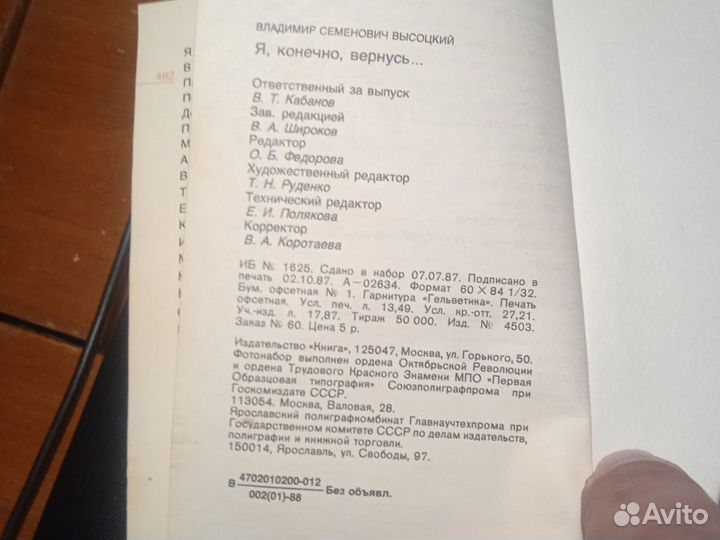 ВЛАДИМИР СЕМЕНОВИЧ ВЫСОЦКИЙ
Я, конечно, вернусь...
Ответственный за выпуск
В. Т. Кабанов
Зав. редакцией
В. А. Широков
Редактор
О. Б. Федорова
Художественный редактор
Т. Н. Руденко
Технический редактор
Е. И. Полякова
Корректор
В. А. Коротаева
ИБ № 1625. Сдано в набор 07.07.87. Подписано в
печать 02.10.87. А—02634. Формат 60×84 1/32.
Бум. офсетная № 1. Гарнитура «Гельветика». Печать
офсетная. Усл. печ. л. 13,49. Усл. кр.-отт. 27,21.
Уч.-изд. л. 17,87. Тираж 50 000. Изд. № 4503.
Заказ № 60. Цена 5 р.
Издательство «Книга», 125047, Москва, ул. Горького, 50.
Фотонабор выполнен ордена Октябрьской Революции
и ордена Трудового Красного Знамени МПО «Первая
Образцовая типография» Союзполиграфпрома при
Госкомиздате СССР.
113054. Москва, Валовая, 28.
Ярославский полиграфкомбинат Главнаучтехпрома при
Государственном комитете СССР по делам издательств,
полиграфии и книжной торговли.
150014, Ярославль, ул. Свободы, 97.
В 4702010200-012 Без объявл.
002(01)-88
462
Я
В
П
П
Д
П
М
А
В
Т
Е
К
И
М
Avito